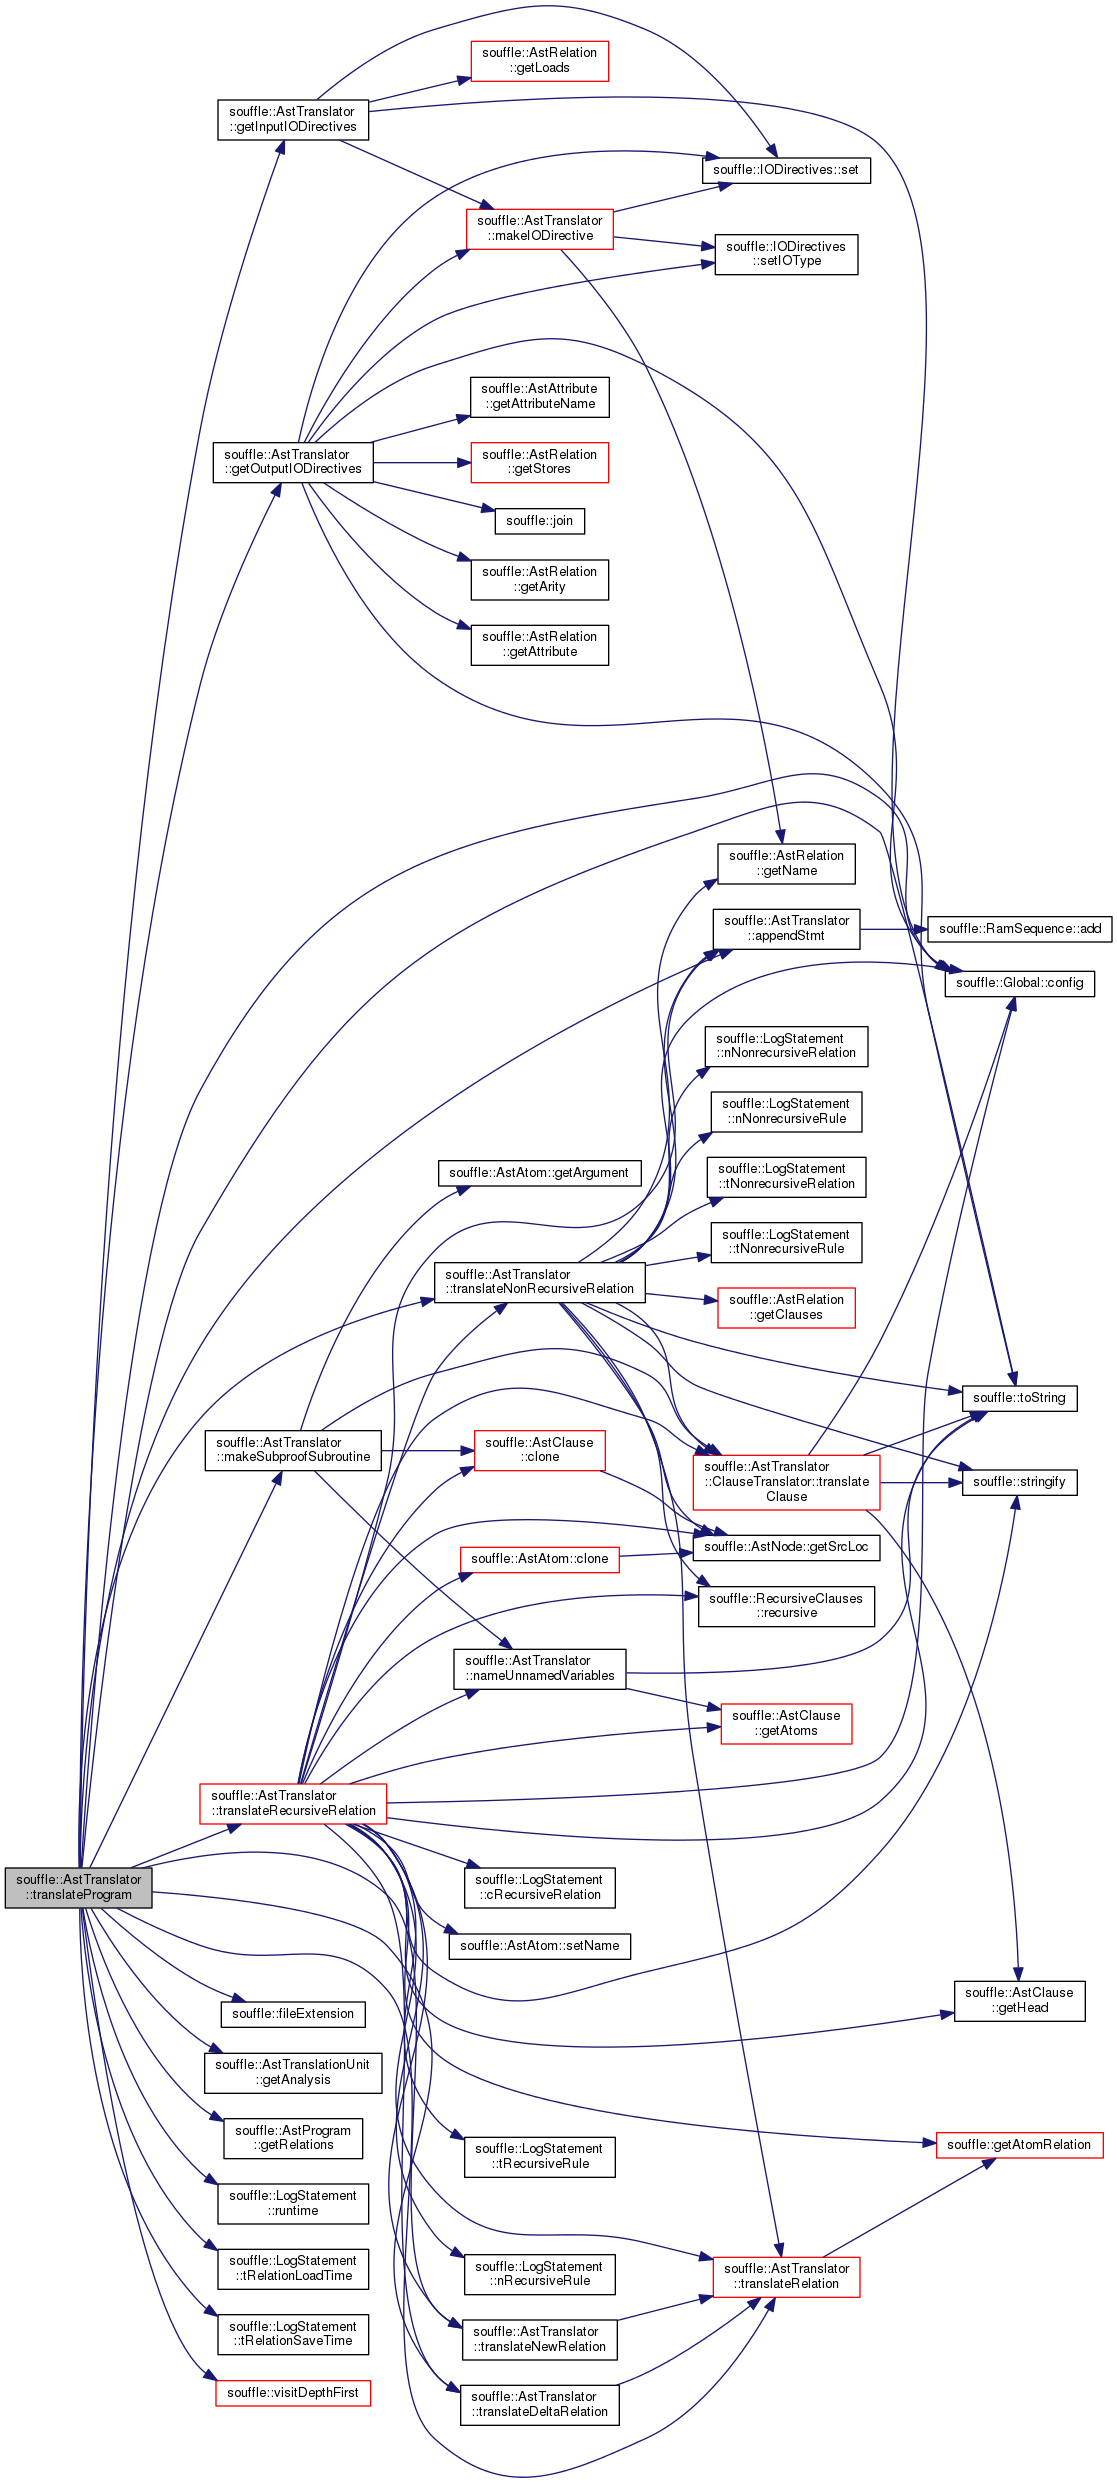 souffle::AstRelation
::getLoads
souffle::AstTranslator
::getInputIODirectives
souffle::IODirectives::set
souffle::AstTranslator
::makeIODirective
souffle::IODirectives
::setIOType
souffle::AstAttribute
::getAttributeName
souffle::AstTranslator
::getOutputIODirectives
souffle::AstRelation
::getStores
souffle::join
souffle::AstRelation
::getArity
souffle::AstRelation
::getAttribute
souffle::AstRelation
::getName
souffle::AstTranslator
::appendStmt
souffle::RamSequence::add
souffle::Global::config
souffle::LogStatement
::nNonrecursiveRelation
souffle::LogStatement
::nNonrecursiveRule
souffle::AstAtom::getArgument
souffle::LogStatement
::tNonrecursiveRelation
souffle::LogStatement
::tNonrecursiveRule
souffle::AstTranslator
::translateNonRecursiveRelation
souffle::AstRelation
::getClauses
souffle::toString
souffle::AstTranslator
::makeSubproofSubroutine
souffle::AstClause
::clone
souffle::AstTranslator
::ClauseTranslator::translate
Clause
souffle::stringify
souffle::AstNode::getSrcLoc
souffle::AstAtom::clone
souffle::RecursiveClauses
::recursive
souffle::AstTranslator
::nameUnnamedVariables
souffle::AstClause
::getAtoms
souffle::AstTranslator
::translateRecursiveRelation
souffle::AstTranslator
::translateProgram
souffle::LogStatement
::cRecursiveRelation
souffle::AstAtom::setName
souffle::fileExtension
souffle::AstClause
::getHead
souffle::AstTranslationUnit
::getAnalysis
souffle::AstProgram
::getRelations
souffle::LogStatement
::tRecursiveRule
souffle::getAtomRelation
souffle::LogStatement
::runtime
souffle::LogStatement
::tRelationLoadTime
souffle::LogStatement
::nRecursiveRule
souffle::AstTranslator
::translateRelation
souffle::LogStatement
::tRelationSaveTime
souffle::AstTranslator
::translateNewRelation
souffle::visitDepthFirst
souffle::AstTranslator
::translateDeltaRelation